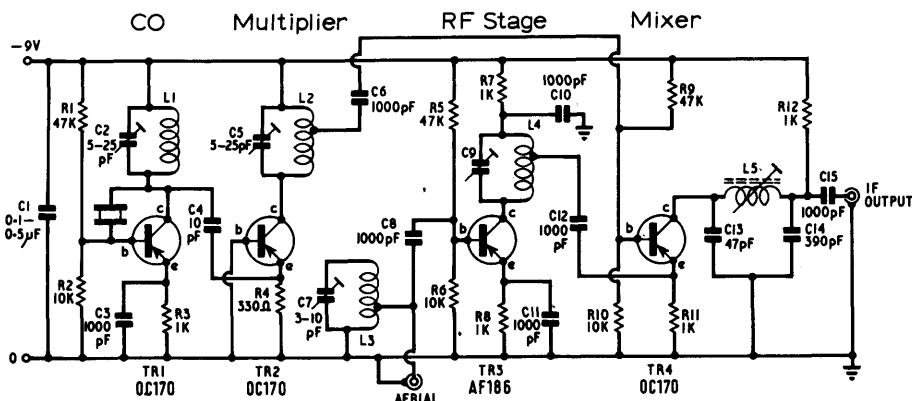 CO Multiplier RF Stage Mixer
-9V
R1
47K
L1
C2
5-25
pF
C1
0·1-
0·5µF
b
c
e
R2
10K
C3
1000
pF
R3
1K
TR1
OC170
C4
10
pF
L2
C5
5-25pF
C6
1000pF
b
c
e
R4
330Ω
TR2
OC170
C7
3-10
pF
L3
AERIAL
C8
1000pF
R5
47K
R6
10K
R7
1K
1000pF
C10
C9
L4
b
c
e
R8
1K
C11
1000
pF
TR3
AF186
C12
1000
pF
R9
47K
R10
10K
b
c
e
R11
1K
TR4
OC170
C13
47pF
L5
R12
1K
C14
390pF
C15
1000pF
IF
OUTPUT
0